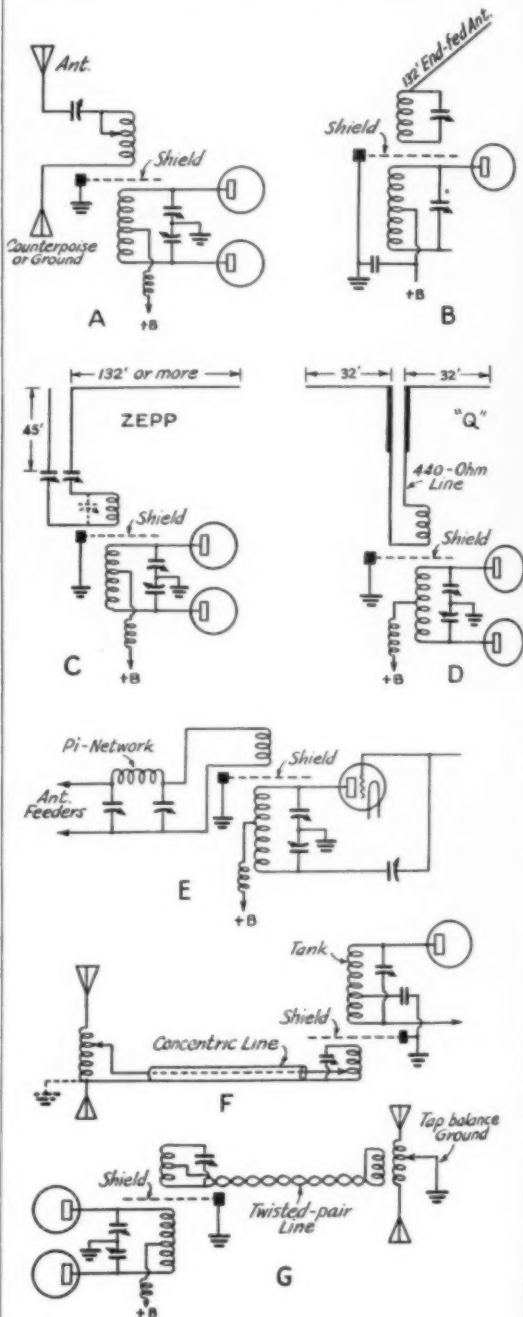 Ant.
Shield
Counterpoise
or Ground
+B
A
132' End-fed Ant.
Shield
+B
B
132' or more
ZEPP
45'
Shield
+B
C
32'
32'
"Q"
440-Ohm
Line
Shield
+B
D
Pi-Network
Ant.
Feeders
Shield
+B
E
Tank
Shield
Concentric Line
F
Tap balance
Ground
Shield
Twisted-pair
Line
+B
G